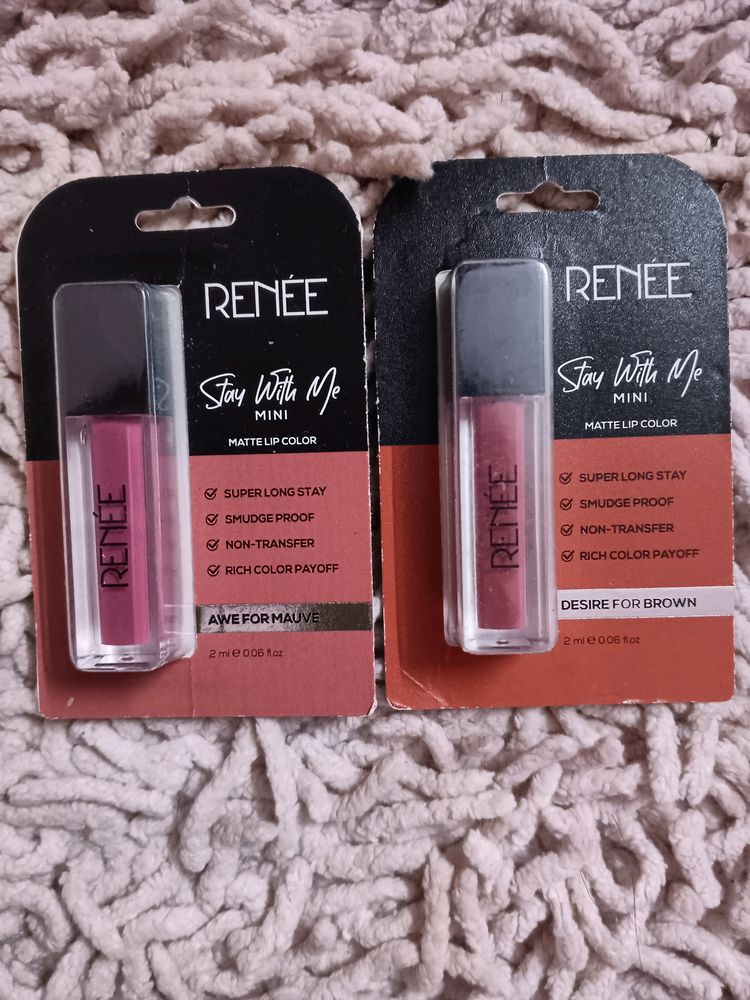 RENÉE
Stay With Me
MINI
MATTE LIP COLOR
SUPER LONG STAY
SMUDGE PROOF
NON-TRANSFER
RICH COLOR PAYOFF
AWE FOR MAUVE
2 ml e 0.06 fl.oz
RENÉE
RENÉE
Stay With Me
MINI
MATTE LIP COLOR
SUPER LONG STAY
SMUDGE PROOF
NON-TRANSFER
RICH COLOR PAYOFF
DESIRE FOR BROWN
2 ml e 0.06 fl.oz
RENÉE